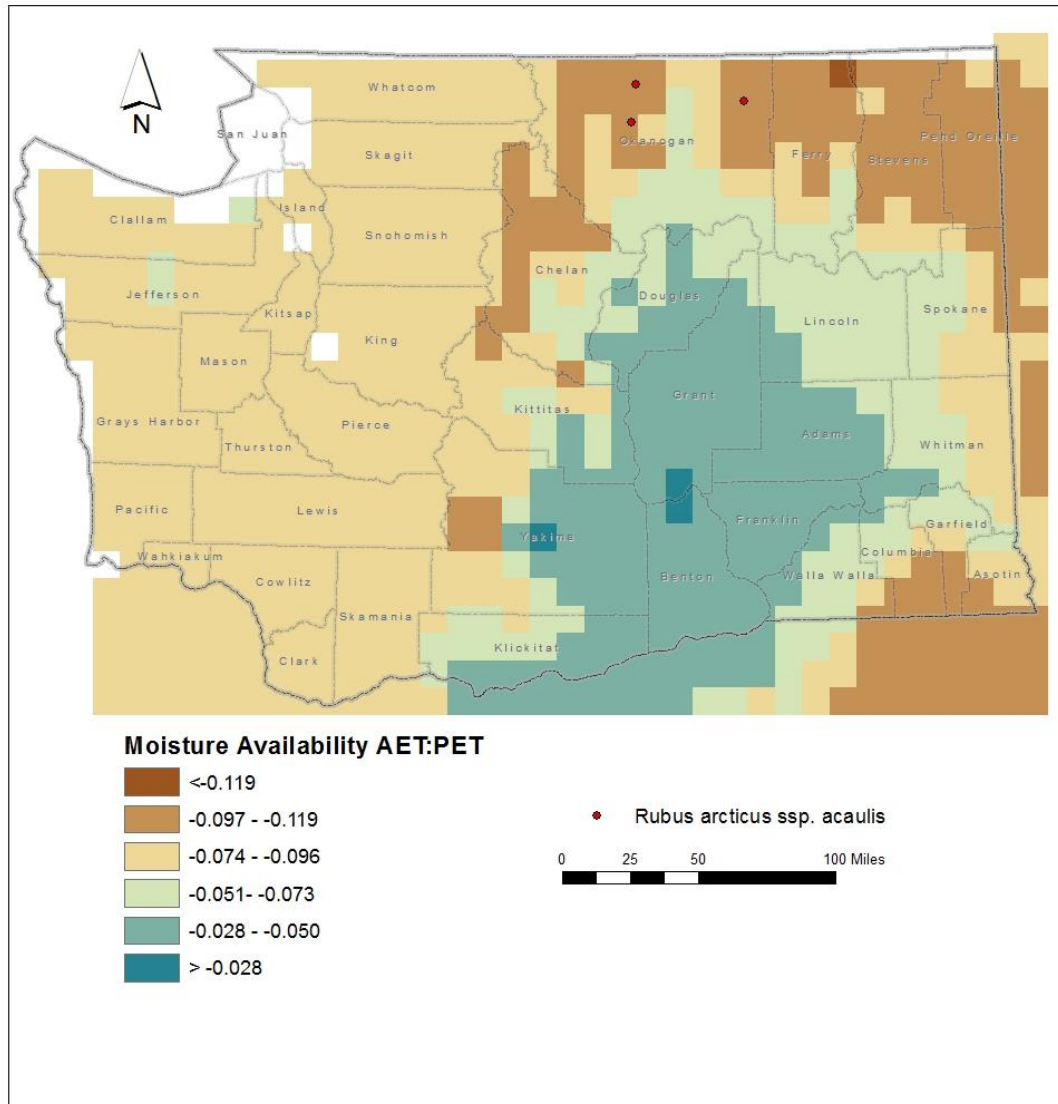 Whatcom
San Juan
Skagit
Okanogan
Ferry
Pend Oreille
Stevens
Island
Clallam
Snohomish
Chelan
Jefferson
Douglas
Kitsap
Lincoln
Spokane
King
Mason
Grant
Kittitas
Grays Harbor
Pierce
Adams
Thurston
Whitman
Pacific
Lewis
Yakima
Franklin
Garfield
Wahkiakum
Columbia
Cowlitz
Benton
Walla Walla
Asotin
Skamania
Klickitat
Clark
N
Moisture Availability AET:PET
<-0.119
-0.097 - -0.119
-0.074 - -0.096
-0.051- -0.073
-0.028 - -0.050
> -0.028
Rubus arcticus ssp. acaulis
0 25 50 100 Miles